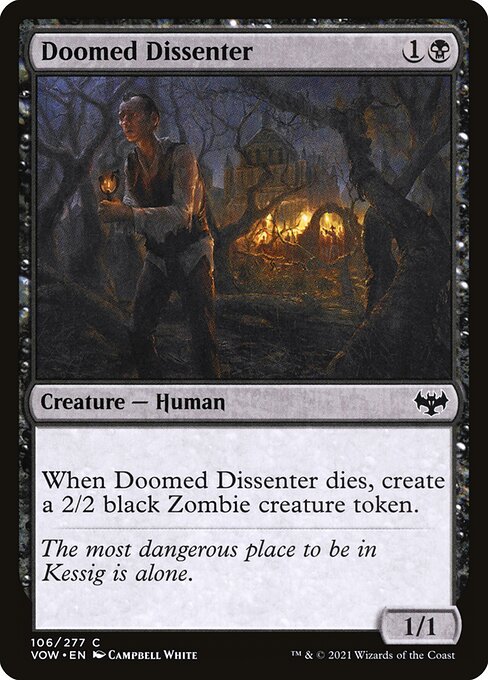 Doomed Dissenter 1
Creature — Human
When Doomed Dissenter dies, create
a 2/2 black Zombie creature token.
The most dangerous place to be in
Kessig is alone.
1/1
106/277 C
VOW • EN Campbell White
™ & © 2021 Wizards of the Coast